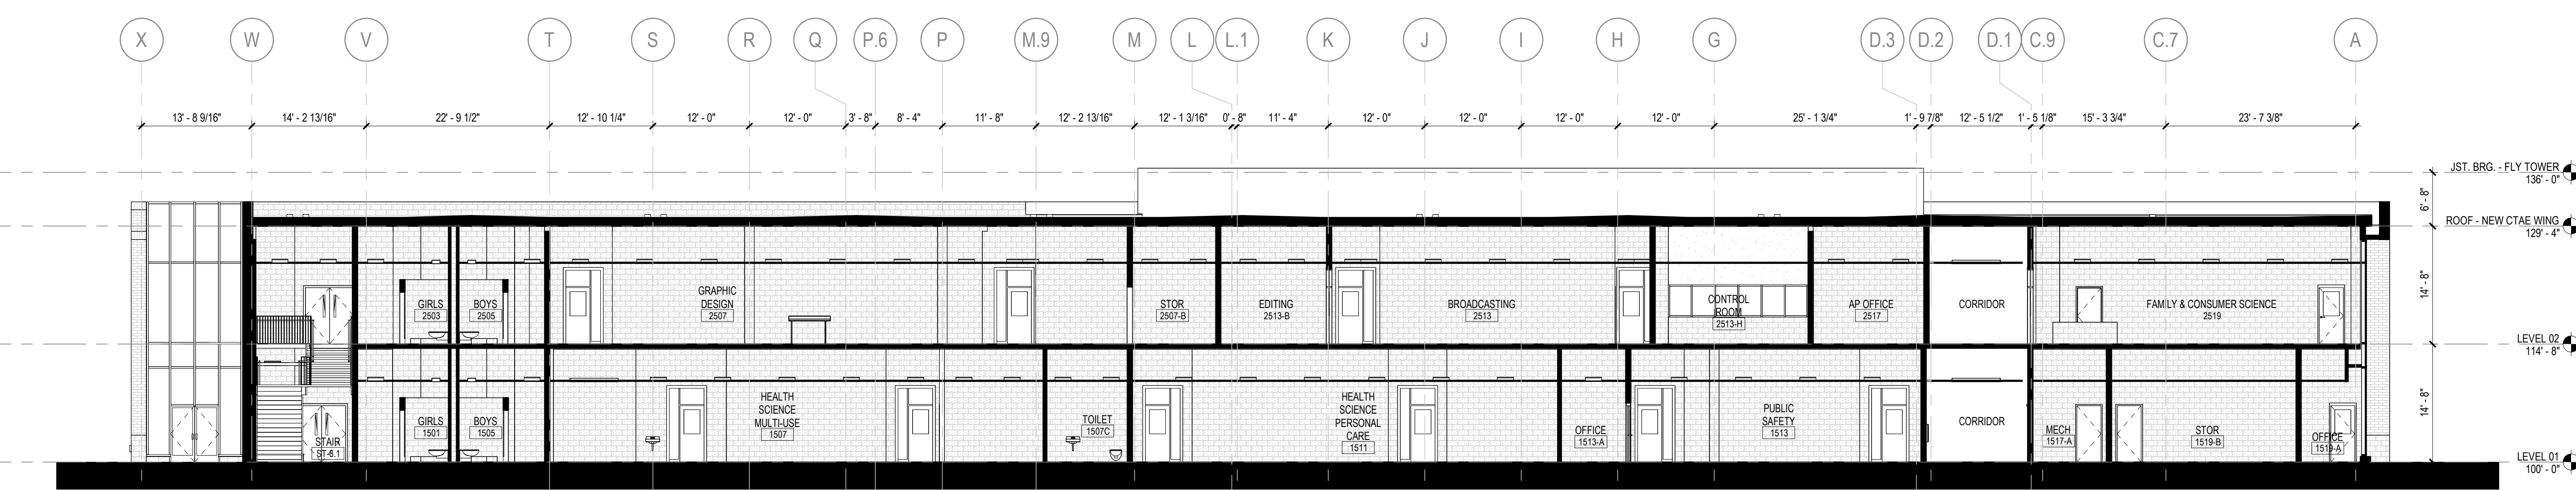 X W V T S R Q P.6 P M.9 M L L.1 K J I H G D.3 D.2 D.1 C.9 C.7 A
13' - 8 9/16" 14' - 2 13/16" 22' - 9 1/2" 12' - 10 1/4" 12' - 0" 12' - 0" 3' - 8" 8' - 4" 11' - 8" 12' - 2 13/16" 12' - 1 3/16" 0' - 8" 11' - 4" 12' - 0" 12' - 0" 12' - 0" 12' - 0" 25' - 1 3/4" 1' - 9 7/8" 12' - 5 1/2" 1' - 5 1/8" 15' - 3 3/4" 23' - 7 3/8"
JST. BRG. - FLY TOWER
136' - 0"
6' - 8"
ROOF - NEW CTAE WING
129' - 4"
14' - 8"
GIRLS
2503
BOYS
2505
GRAPHIC
DESIGN
2507
STOR
2507-B
EDITING
2513-B
BROADCASTING
2513
CONTROL
ROOM
2513-H
AP OFFICE
2517
CORRIDOR
FAMILY & CONSUMER SCIENCE
2519
LEVEL 02
114' - 8"
14' - 8"
STAIR
ST-6.1
GIRLS
1501
BOYS
1505
HEALTH
SCIENCE
MULTI-USE
1507
TOILET
1507C
HEALTH
SCIENCE
PERSONAL
CARE
1511
OFFICE
1513-A
PUBLIC
SAFETY
1513
CORRIDOR
MECH
1517-A
STOR
1519-B
OFFICE
1519-A
LEVEL 01
100' - 0"